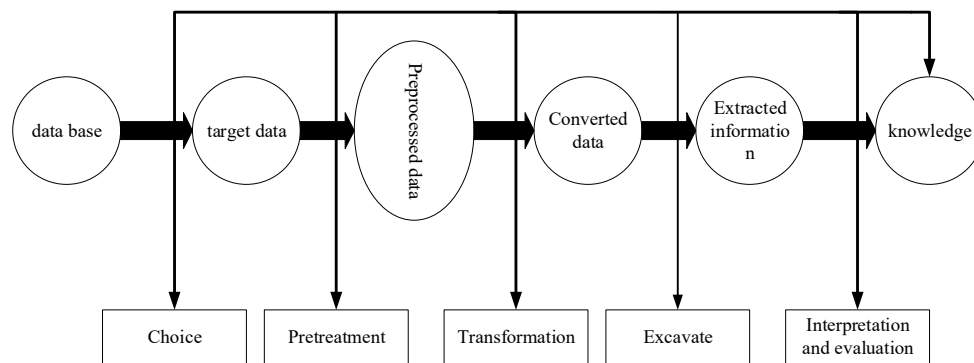 data base
target data
Preprocessed data
Converted
data
Extracted
informatio
n
knowledge
Choice
Pretreatment
Transformation
Excavate
Interpretation
and evaluation